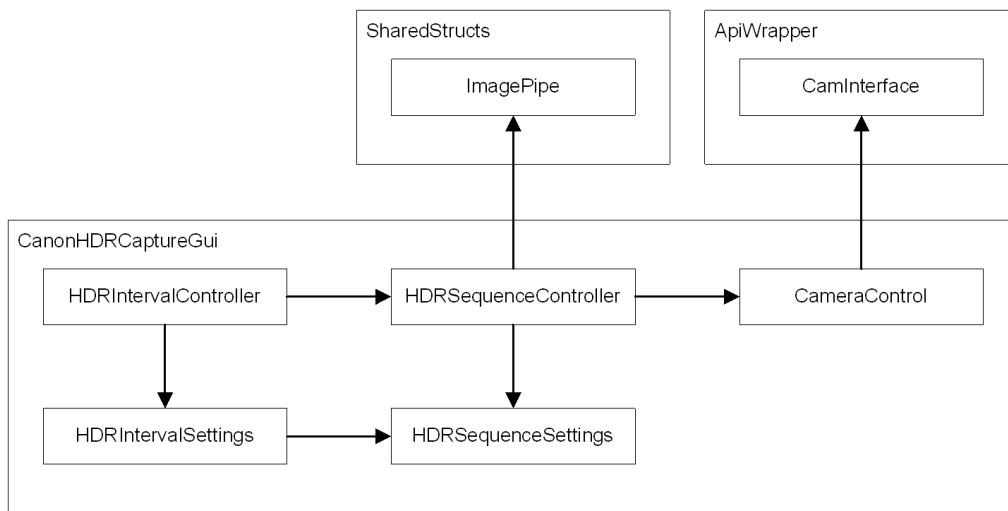 SharedStructs
ApiWrapper
ImagePipe
CamInterface
CanonHDRCaptureGui
HDRIntervalController
HDRSequenceController
CameraControl
HDRIntervalSettings
HDRSequenceSettings